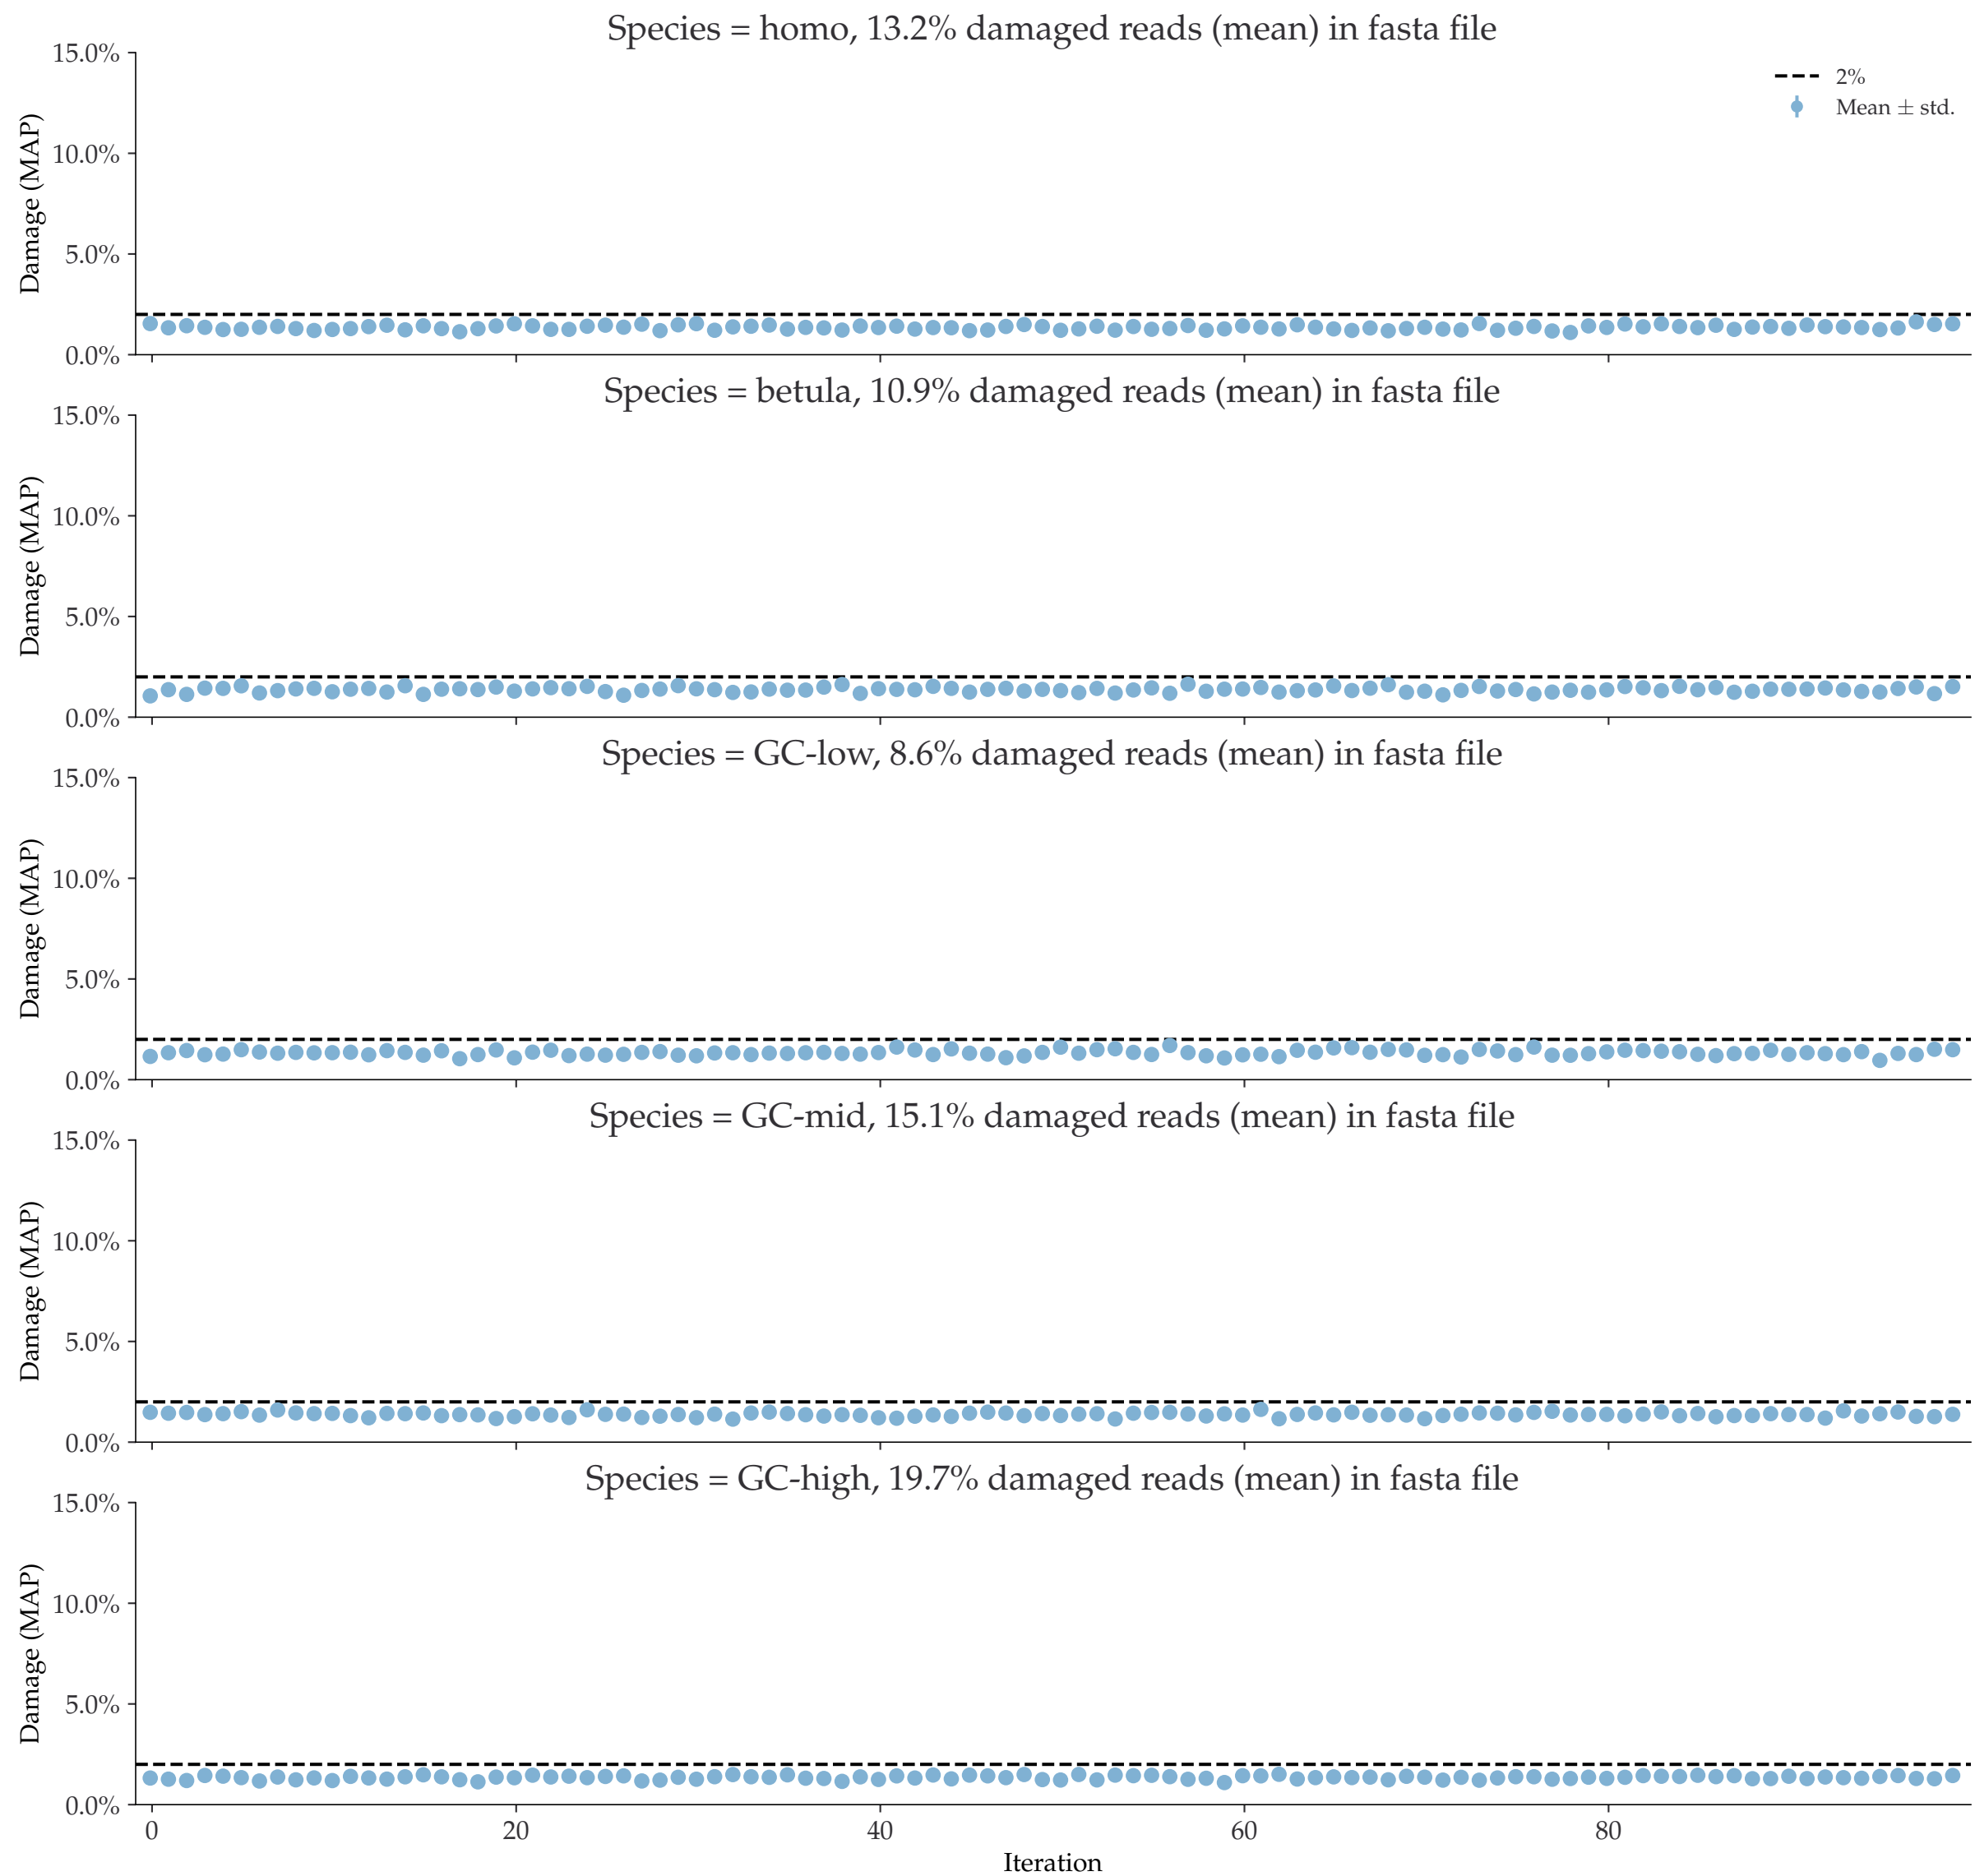 Species = homo, 13.2% damaged reads (mean) in fasta file
15.0%
10.0%
5.0%
0.0%
Damage (MAP)
2%
Mean ± std.
Species = betula, 10.9% damaged reads (mean) in fasta file
15.0%
10.0%
5.0%
0.0%
Damage (MAP)
Species = GC-low, 8.6% damaged reads (mean) in fasta file
15.0%
10.0%
5.0%
0.0%
Damage (MAP)
Species = GC-mid, 15.1% damaged reads (mean) in fasta file
15.0%
10.0%
5.0%
0.0%
Damage (MAP)
Species = GC-high, 19.7% damaged reads (mean) in fasta file
15.0%
10.0%
5.0%
0.0%
Damage (MAP)
0 20 40 60 80
Iteration